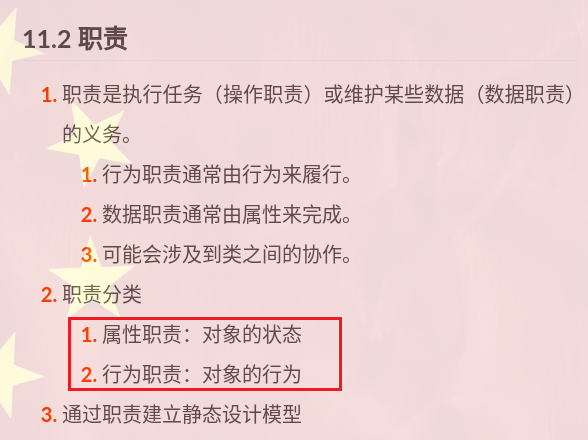 11.2 职责
1. 职责是执行任务（操作职责）或维护某些数据（数据职责）
的义务。
1. 行为职责通常由行为来履行。
2. 数据职责通常由属性来完成。
3. 可能会涉及到类之间的协作。
2. 职责分类
1. 属性职责：对象的状态
2. 行为职责：对象的行为
3. 通过职责建立静态设计模型